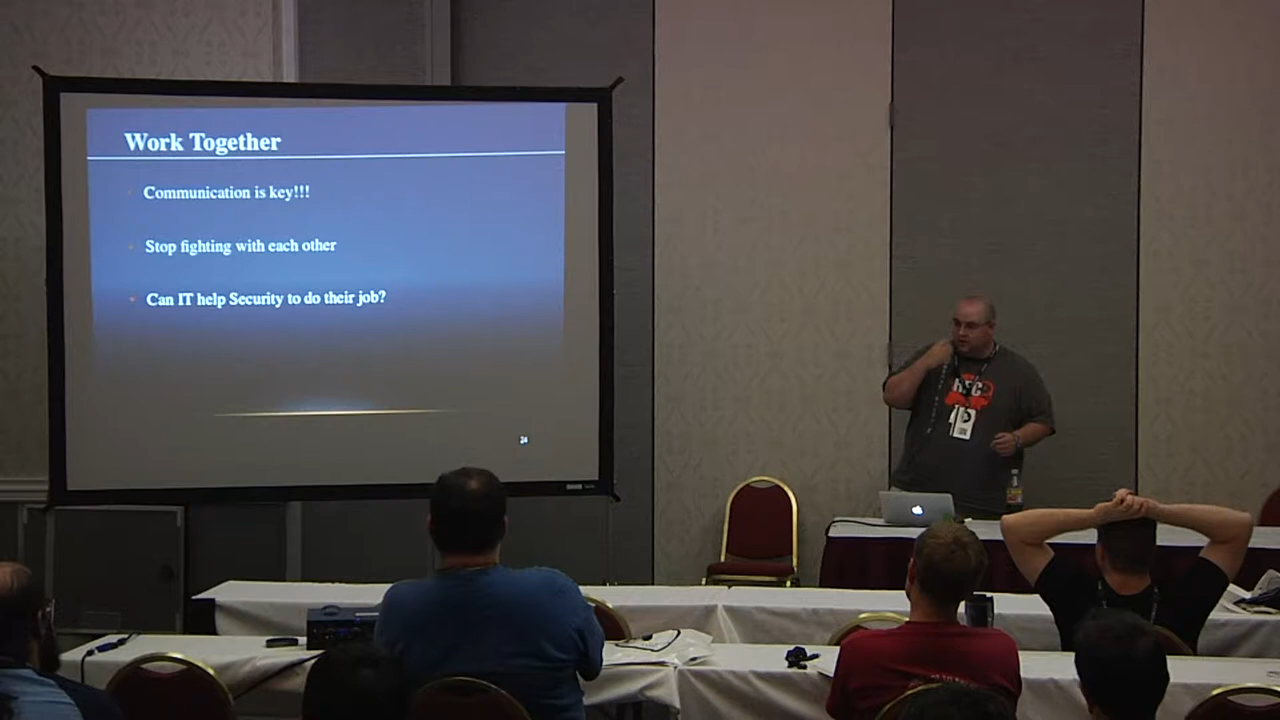 Work Together
Communication is key!!!
Stop fighting with each other
Can IT help Security to do their job?
24